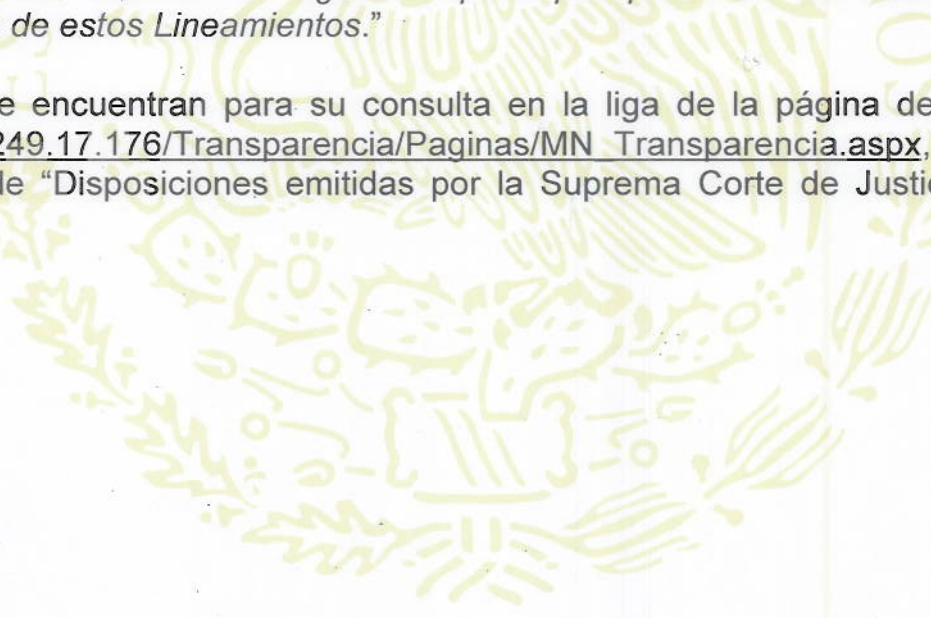 de estos Lineamientos.”
e encuentran para su consulta en la liga de la página de
249.17.176/Transparencia/Paginas/MN_Transparencia.aspx,
de “Disposiciones emitidas por la Suprema Corte de Justic